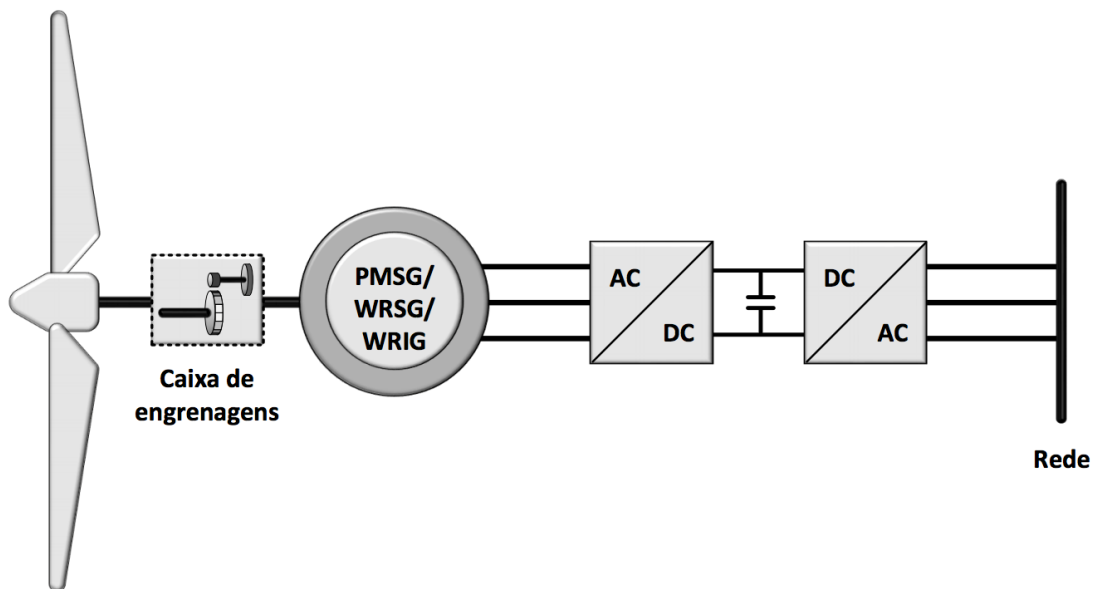 Caixa de
engrenagens
PMSG/
WRSG/
WRIG
AC
DC
DC
AC
Rede